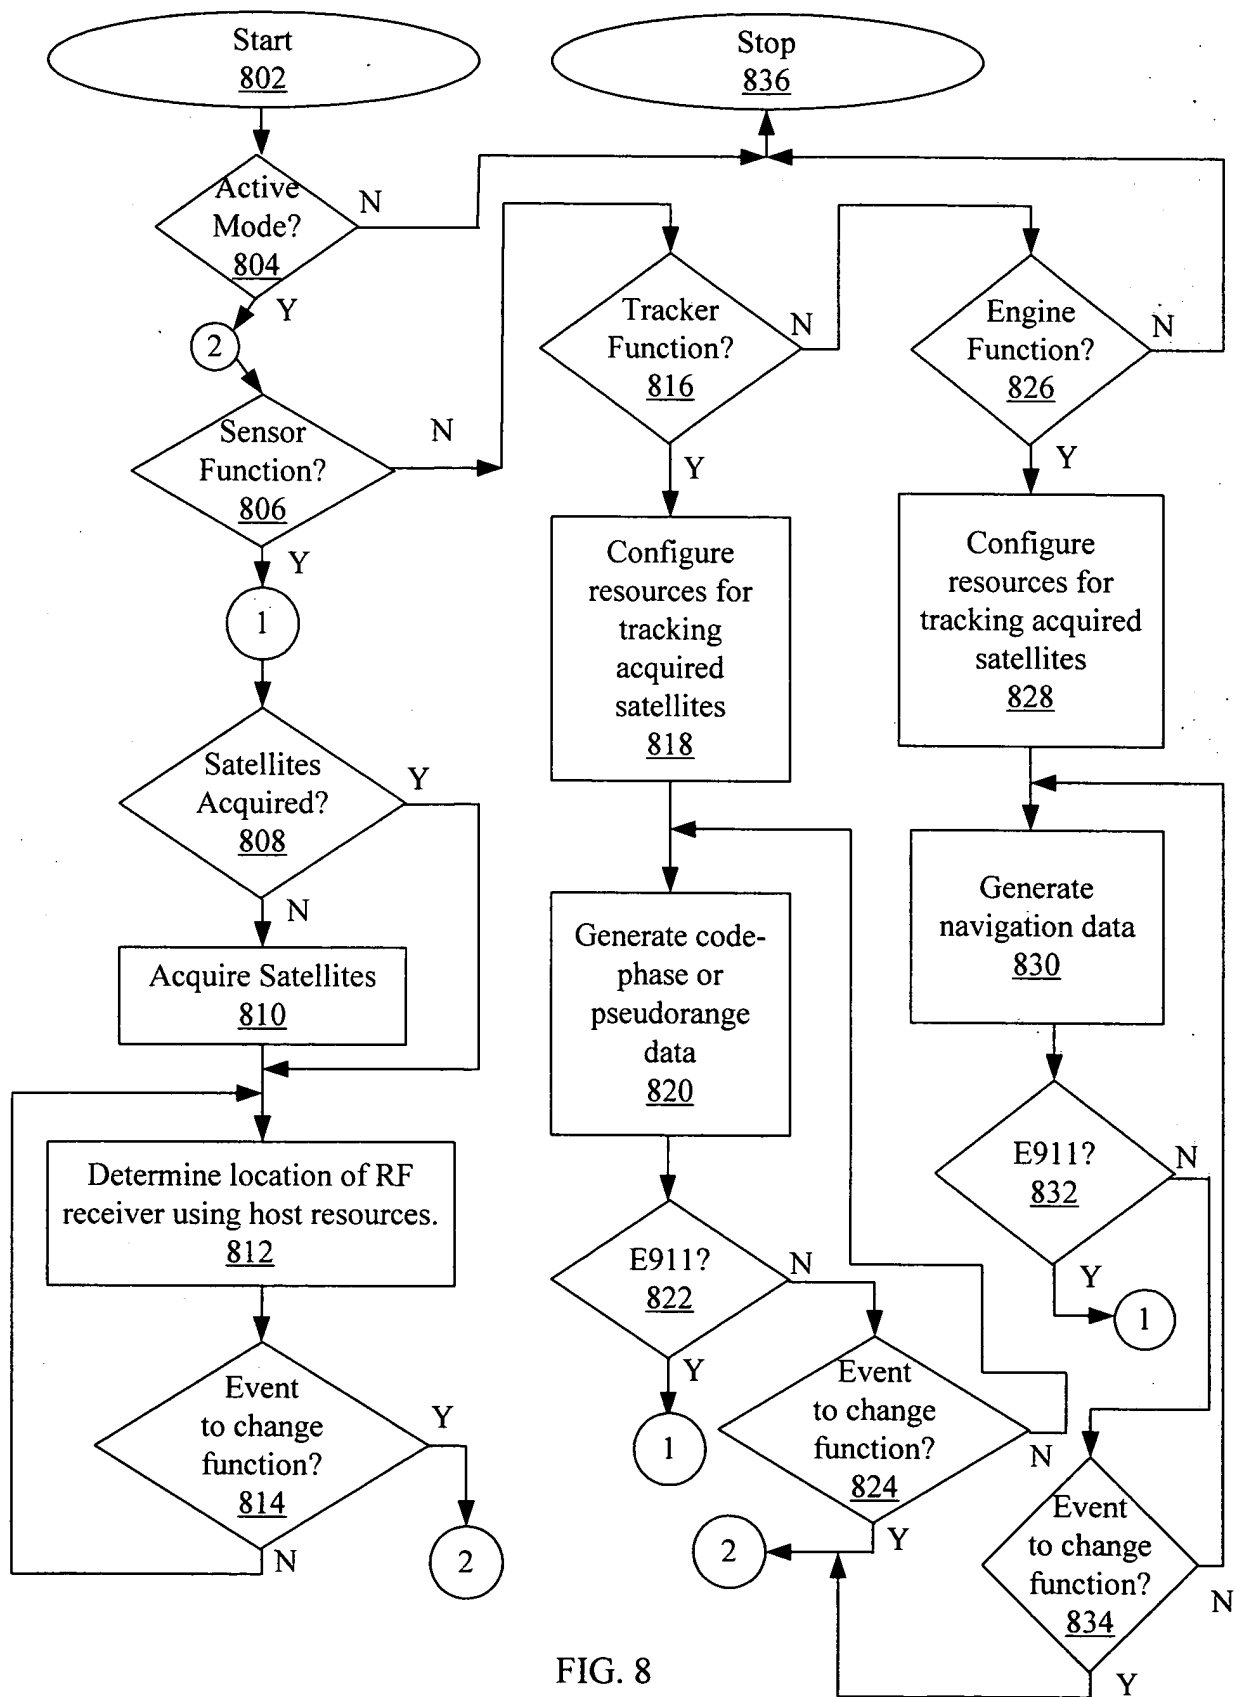 Start
802
Stop
836
Active
Mode?
804
N
Y
2
Sensor
Function?
806
N
Y
1
Satellites
Acquired?
808
Y
N
Acquire Satellites
810
Determine location of RF
receiver using host resources.
812
Event
to change
function?
814
Y
2
N
Tracker
Function?
816
N
Y
Configure
resources for
tracking
acquired
satellites
818
Generate code-
phase or
pseudorange
data
820
E911?
822
N
Y
1
Event
to change
function?
824
N
Y
2
Engine
Function?
826
N
Y
Configure
resources for
tracking acquired
satellites
828
Generate
navigation data
830
E911?
832
N
Y
1
Event
to change
function?
834
N
Y
FIG. 8